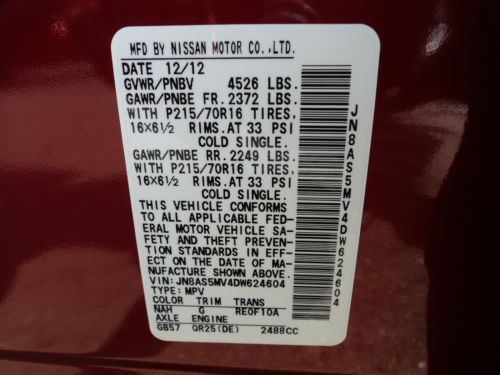 MFD BY NISSAN MOTOR CO.,LTD.
DATE 12/12
GVWR/PNBV 4526 LBS.
GAWR/PNBE FR. 2372 LBS.
WITH P215/70R16 TIRES.
16X6½ RIMS.AT 33 PSI
COLD SINGLE.
GAWR/PNBE RR. 2249 LBS.
WITH P215/70R16 TIRES.
16X6½ RIMS.AT 33 PSI
COLD SINGLE.
THIS VEHICLE CONFORMS
TO ALL APPLICABLE FED-
ERAL MOTOR VEHICLE SA-
FETY AND THEFT PREVEN-
TION STANDARDS IN EFF-
ECT ON THE DATE OF MA-
NUFACTURE SHOWN ABOVE.
VIN: JN8AS5MV4DW624604
TYPE: MPV
COLOR TRIM TRANS
NAH G RE0F10A
AXLE ENGINE
GB57 QR25(DE) 2488CC
JN8AS5MV4DW624604